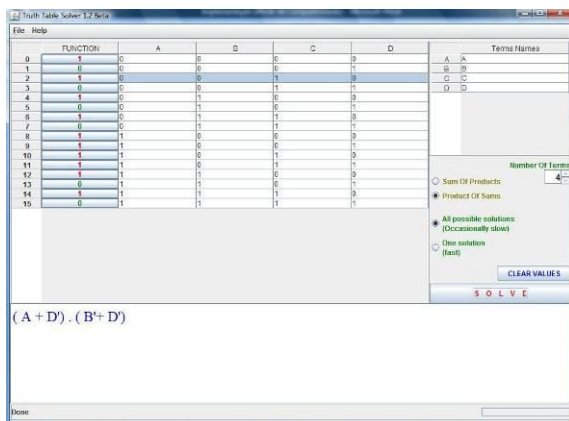 Truth Table Solver 1.2 Beta
File Help
FUNCTION A B C D
0 1 0 0 0 0
1 0 0 0 0 1
2 1 0 0 1 0
3 0 0 0 1 1
4 1 0 1 0 0
5 0 0 1 0 1
6 1 0 1 1 0
7 0 0 1 1 1
8 1 1 0 0 0
9 1 1 0 0 1
10 1 1 0 1 0
11 1 1 0 1 1
12 1 1 1 0 0
13 0 1 1 0 1
14 1 1 1 1 0
15 0 1 1 1 1
Terms Names
A A
B B
C C
D D
Number Of Terms
4
Sum Of Products
Product Of Sums
All possible solutions
(Occasionally slow)
One solution
(fast)
CLEAR VALUES
S O L V E
( A + D') . ( B'+ D')
Done